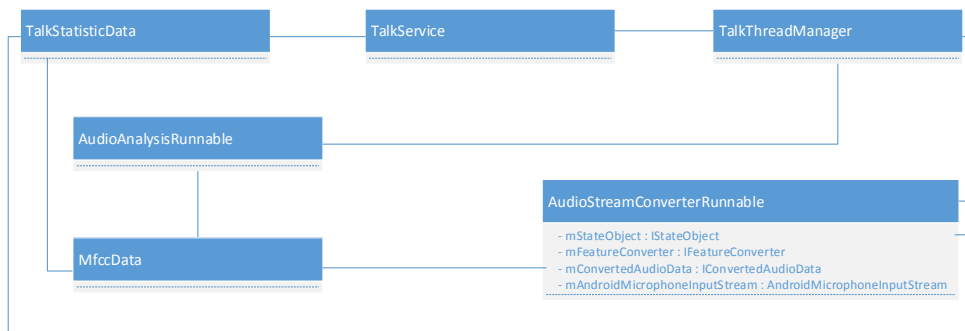 TalkStatisticData
TalkService
TalkThreadManager
AudioAnalysisRunnable
AudioStreamConverterRunnable
- mStateObject : IStateObject
- mFeatureConverter : IFeatureConverter
- mConvertedAudioData : IConvertedAudioData
- mAndroidMicrophoneInputStream : AndroidMicrophoneInputStream
MfccData